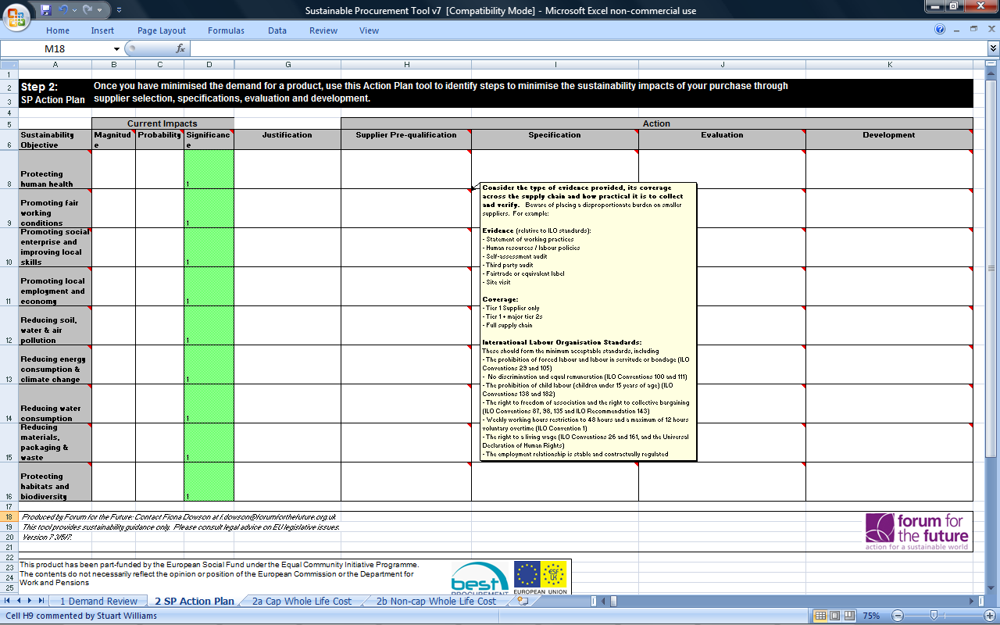 Sustainable Procurement Tool v7 [Compatibility Mode] - Microsoft Excel non-commercial use
Home Insert Page Layout Formulas Data Review View
M18 fx
A B C D G H I J K
1
2 Step 2: Once you have minimised the demand for a product, use this Action Plan tool to identify steps to minimise the sustainability impacts of your purchase through
3 SP Action Plan supplier selection, specifications, evaluation and development.
4
5 Current Impacts Action
6 Sustainability Objective Magnitude Probability Significance Justification Supplier Pre-qualification Specification Evaluation Development
8 Protecting human health 1
9 Promoting fair working conditions 1
10 Promoting social enterprise and improving local skills 1
11 Promoting local employment and economy 1
12 Reducing soil, water & air pollution 1
13 Reducing energy consumption & climate change 1
14 Reducing water consumption 1
15 Reducing materials, packaging & waste 1
16 Protecting habitats and biodiversity 1
Consider the type of evidence provided, its coverage
across the supply chain and how practical it is to collect
and verify. Beware of placing a disproportionate burden on smaller
suppliers. For example:
Evidence (relative to ILO standards):
- Statement of working practices
- Human resources / labour policies
- Self-assessment audit
- Third party audit
- Fairtrade or equivalent label
- Site visit
Coverage:
- Tier 1 Supplier only
- Tier 1 + major tier 2s
- Full supply chain
International Labour Organisation Standards:
These should form the minimum acceptable standards, including
- The prohibition of forced labour and labour in servitude or bondage (ILO
Conventions 29 and 105)
- No discrimination and equal remuneration (ILO Conventions 100 and 111)
- The prohibition of child labour (children under 15 years of age) (ILO
Conventions 138 and 182)
- The right to freedom of association and the right to collective bargaining
(ILO Conventions 87, 98, 135 and ILO Recommendation 143)
- Weekly working hours restriction to 48 hours and a maximum of 12 hours
voluntary overtime (ILO Convention 1)
- The right to a living wage (ILO Conventions 26 and 161, and the Universal
Declaration of Human Rights)
- The employment relationship is stable and contractually regulated
17
18 Produced by Forum for the Future: Contact Fiona Dowson at f.dowson@forumforthefuture.org.uk
19 This tool provides sustainability guidance only. Please consult legal advice on EU legislative issues.
20 Version 7
21
forum for
the future
action for a sustainable world
22
23 This product has been part-funded by the European Social Fund under the Equal Community Initiative Programme.
24 The contents do not necessarily reflect the opinion or position of the European Commission or the Department for
25 Work and Pensions
best
PROCUREMENT
ESF
UK
EUROPEAN UNION
1 Demand Review 2 SP Action Plan 2a Cap Whole Life Cost 2b Non-cap Whole Life Cost
Cell H9 commented by Stuart Williams 75%